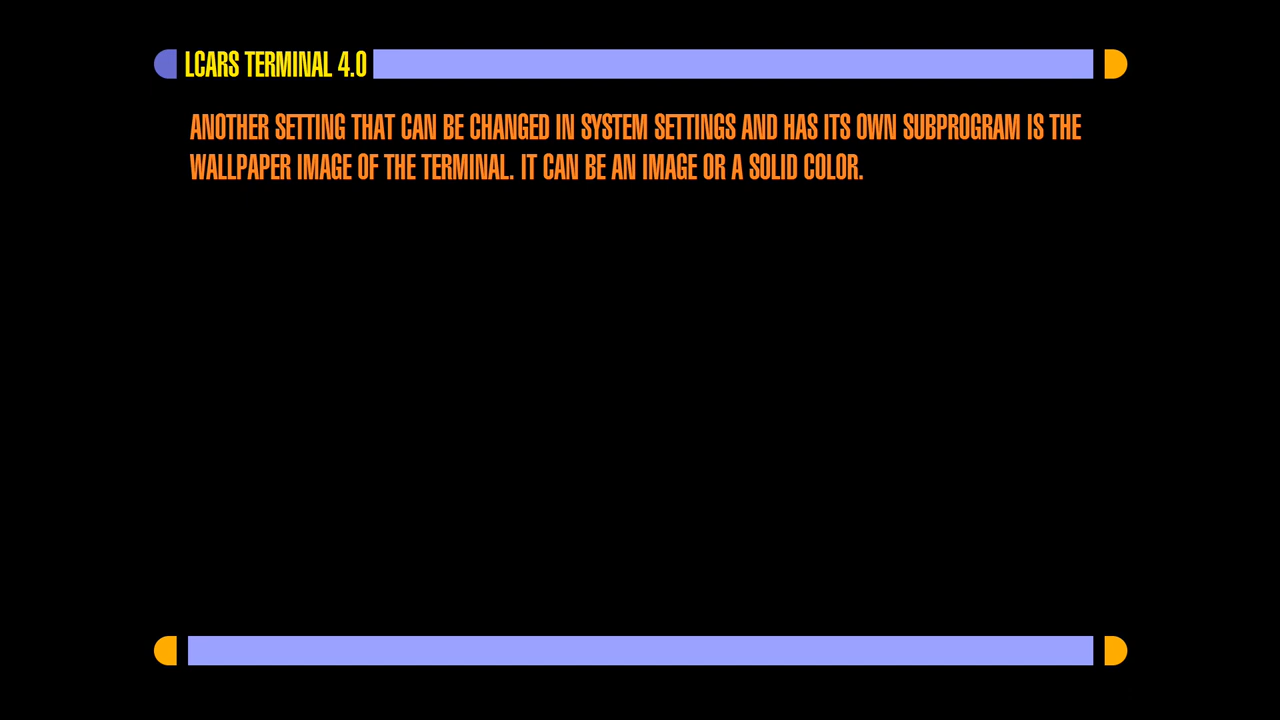 LCARS TERMINAL 4.0
ANOTHER SETTING THAT CAN BE CHANGED IN SYSTEM SETTINGS AND HAS ITS OWN SUBPROGRAM IS THE
WALLPAPER IMAGE OF THE TERMINAL. IT CAN BE AN IMAGE OR A SOLID COLOR.